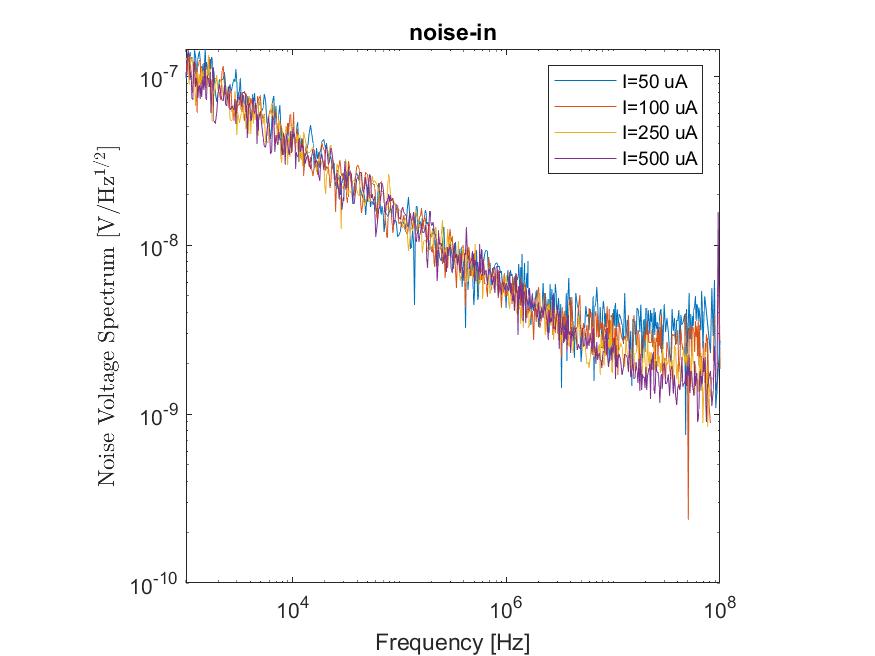 noise-in
I=50 uA
I=100 uA
I=250 uA
I=500 uA
Noise Voltage Spectrum [V/Hz^{1/2}]
10^{-7}
10^{-8}
10^{-9}
10^{-10}
10^4
10^6
10^8
Frequency [Hz]